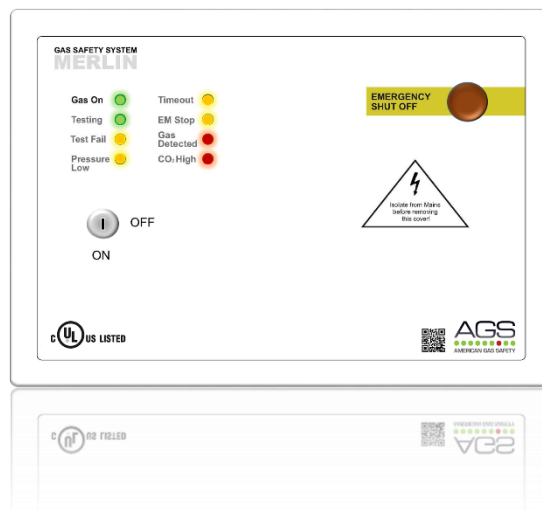 GAS SAFETY SYSTEM
MERLIN
Gas On
Timeout
Testing
EM Stop
Test Fail
Gas
Detected
Pressure
Low
CO₂ High
EMERGENCY
SHUT OFF
Isolate from Mains
before removing
this cover!
OFF
ON
C UL US LISTED
AGS
AMERICAN GAS SAFETY